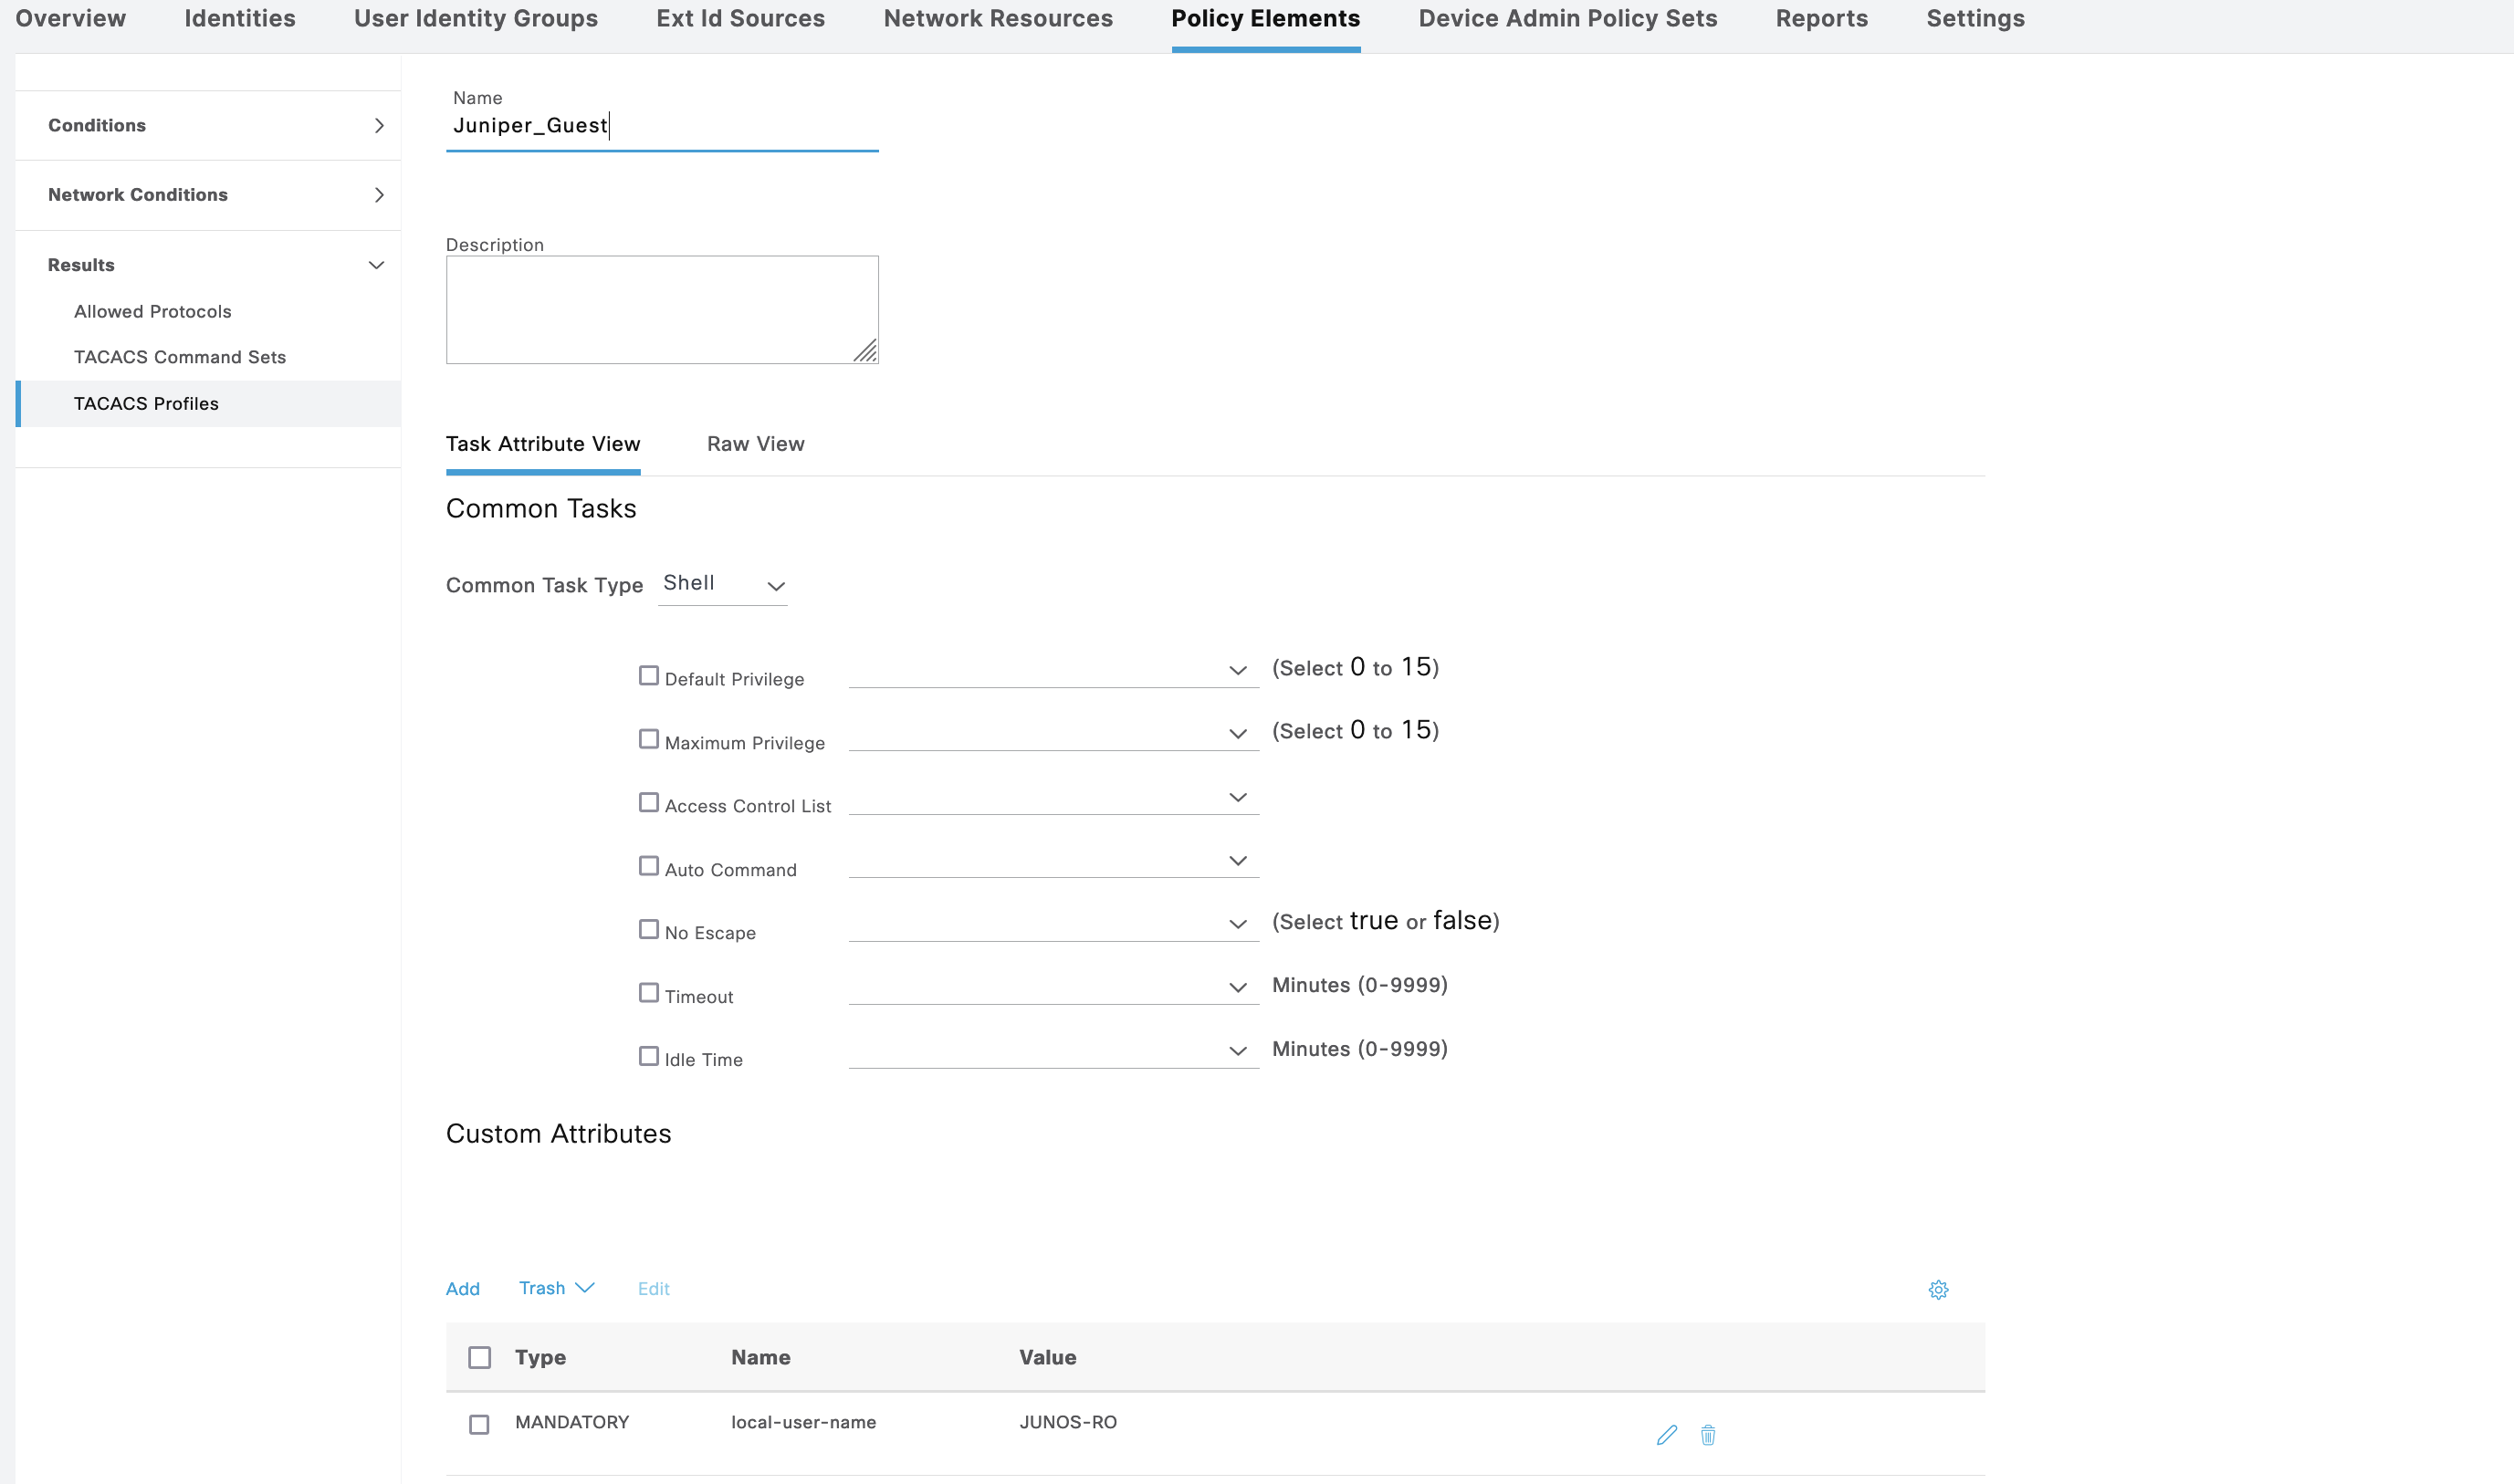 Overview Identities User Identity Groups Ext Id Sources Network Resources Policy Elements Device Admin Policy Sets Reports Settings
Conditions
Network Conditions
Results
Allowed Protocols
TACACS Command Sets
TACACS Profiles
Name
Juniper_Guest
Description
Task Attribute View Raw View
Common Tasks
Common Task Type Shell
Default Privilege (Select 0 to 15)
Maximum Privilege (Select 0 to 15)
Access Control List
Auto Command
No Escape (Select true or false)
Timeout Minutes (0-9999)
Idle Time Minutes (0-9999)
Custom Attributes
Add Trash Edit
Type Name Value
MANDATORY local-user-name JUNOS-RO